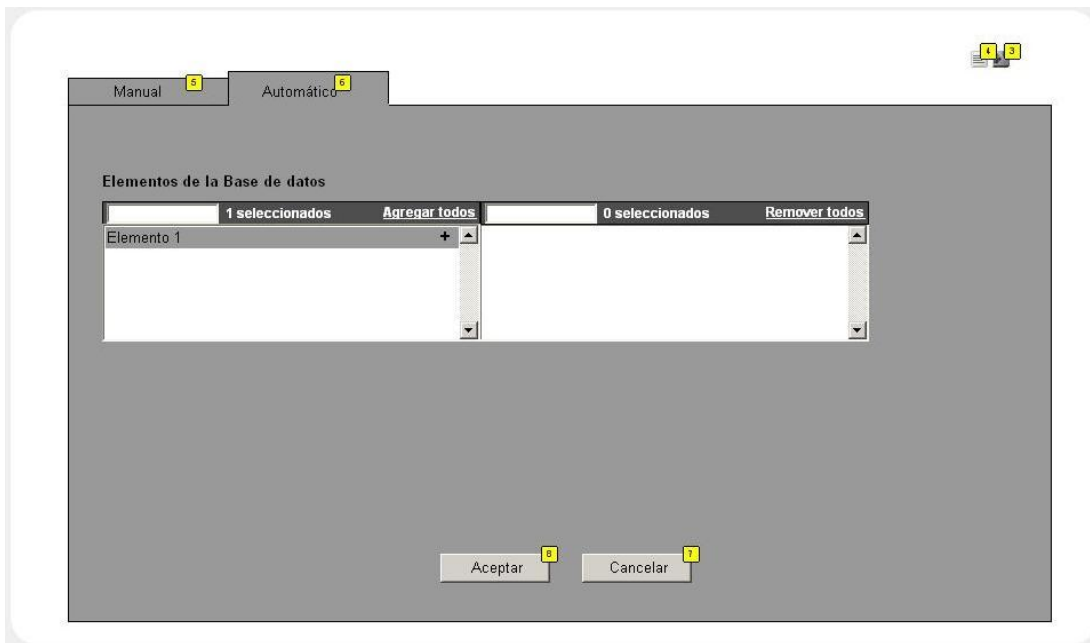 4 3
Manual 5 Automático 6
Elementos de la Base de datos
1 seleccionados Agregar todos 0 seleccionados Remover todos
Elemento 1 +
Aceptar 8 Cancelar 7